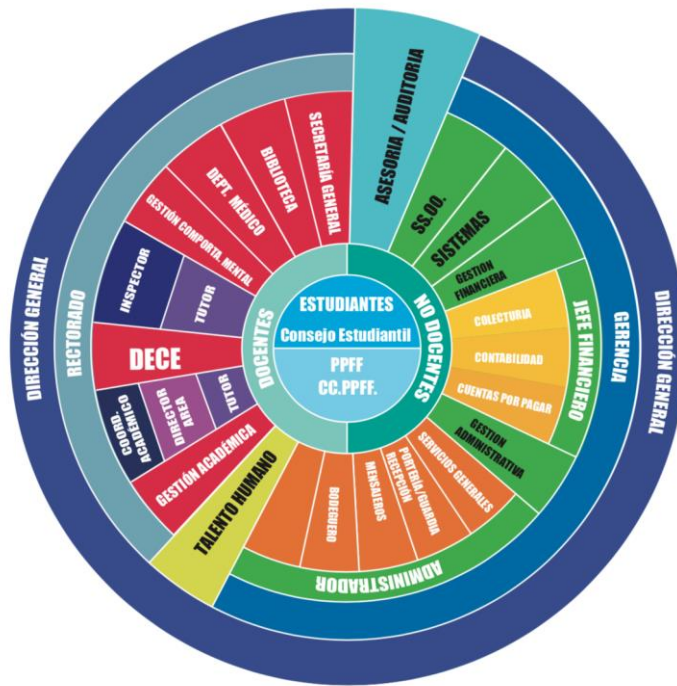 DIRECCIÓN GENERAL
RECTORADO
SECRETARÍA GENERAL
BIBLIOTECA
DEPT. MÉDICO
GESTIÓN COMPORTA. MENTAL
INSPECTOR
TUTOR
DECE
COORD.
ACADÉMICO
DIRECTOR
AREA
TUTOR
GESTIÓN ACADÉMICA
TALENTO HUMANO
DOCENTES
ESTUDIANTES
Consejo Estudiantil
PPFF
CC.PPFF.
NO DOCENTES
ASESORIA / AUDITORIA
SS.OO.
SISTEMAS
GESTION
FINANCIERA
COLECTURIA
CONTABILIDAD
CUENTAS POR PAGAR
JEFE FINANCIERO
GESTION
ADMINISTRATIVA
SERVICIOS GENERALES
PORTERÍA/GUARDIA
RECEPCIÓN
MENSAJEROS
BODEGUERO
ADMINISTRADOR
GERENCIA
DIRECCIÓN GENERAL